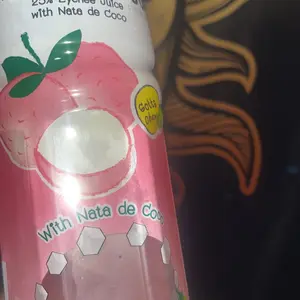 25% Lychee Juice
with Nata de Coco
With Nata de Coco